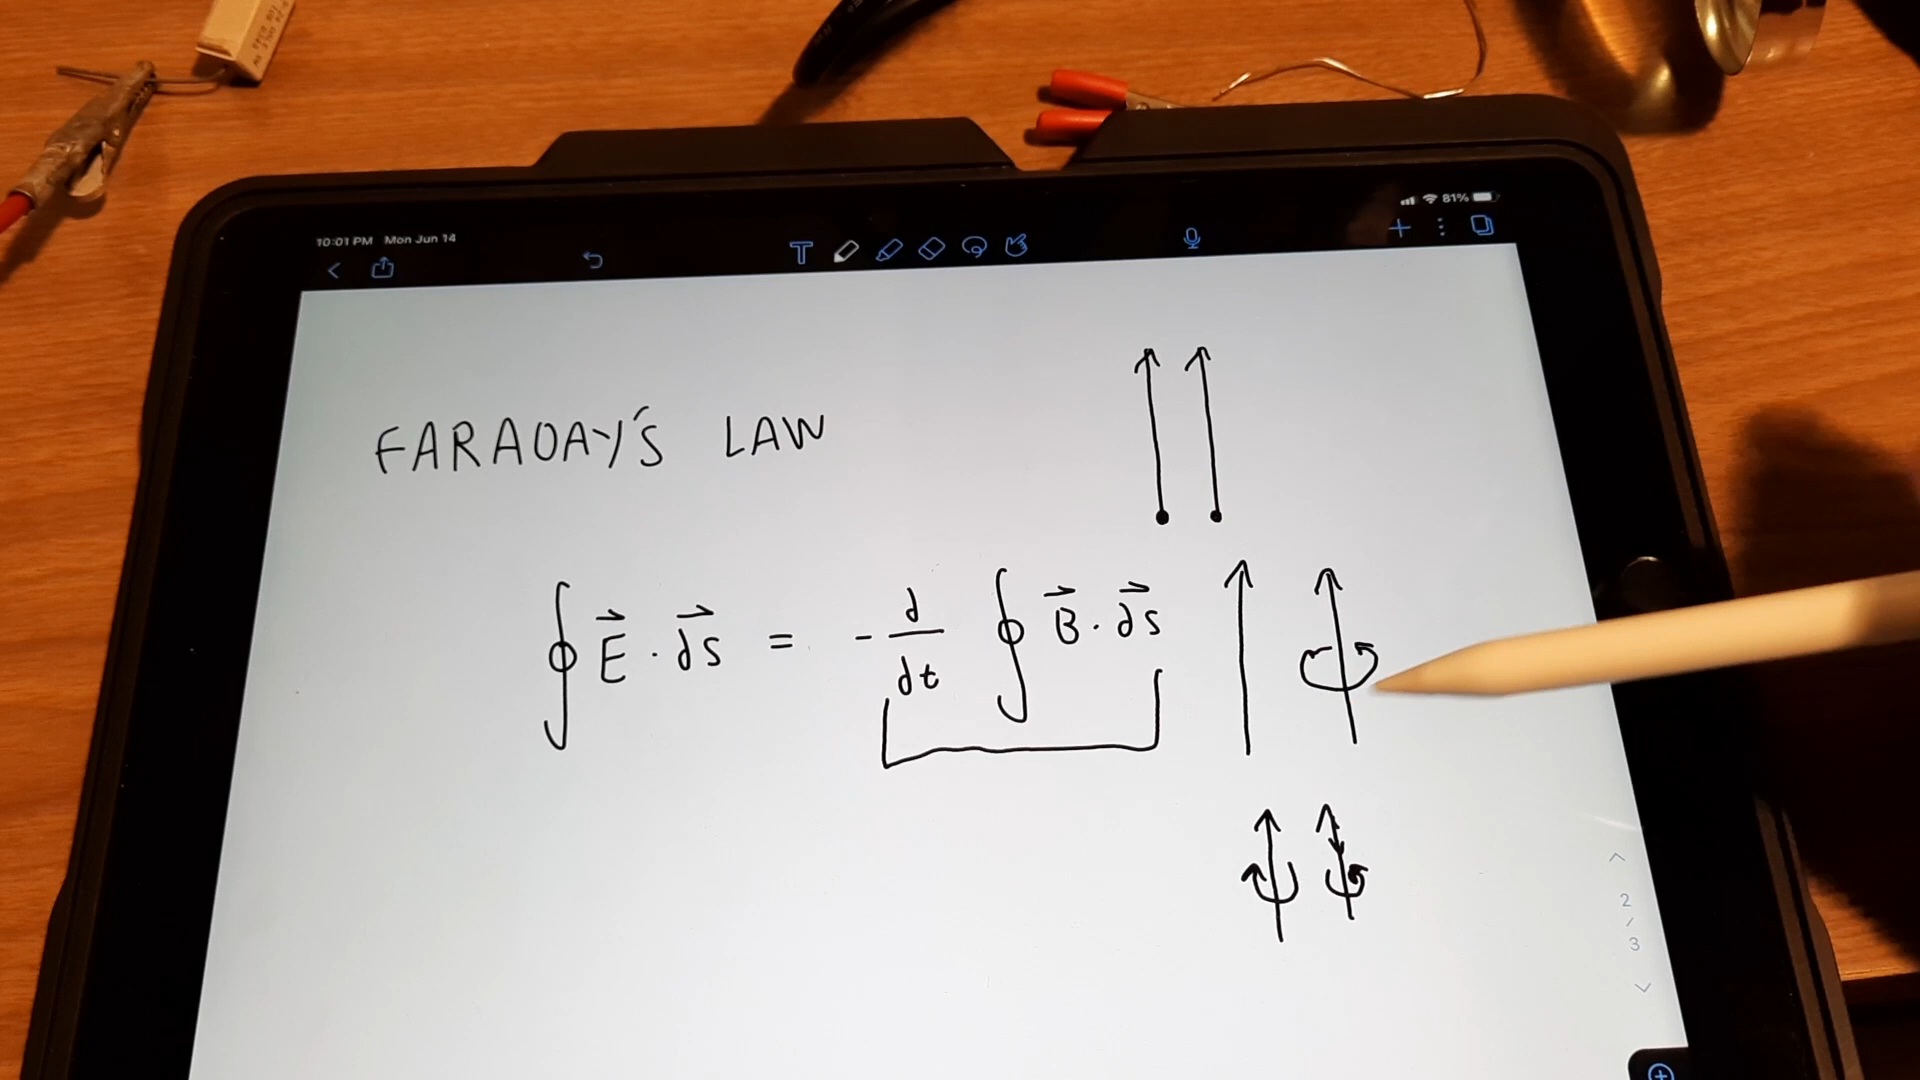 10:01 PM Mon Jun 14
81%
T
FARADAY'S LAW
∮ E⃗ · d⃗s = - d/dt ∮ B⃗ · d⃗s
2
/
3